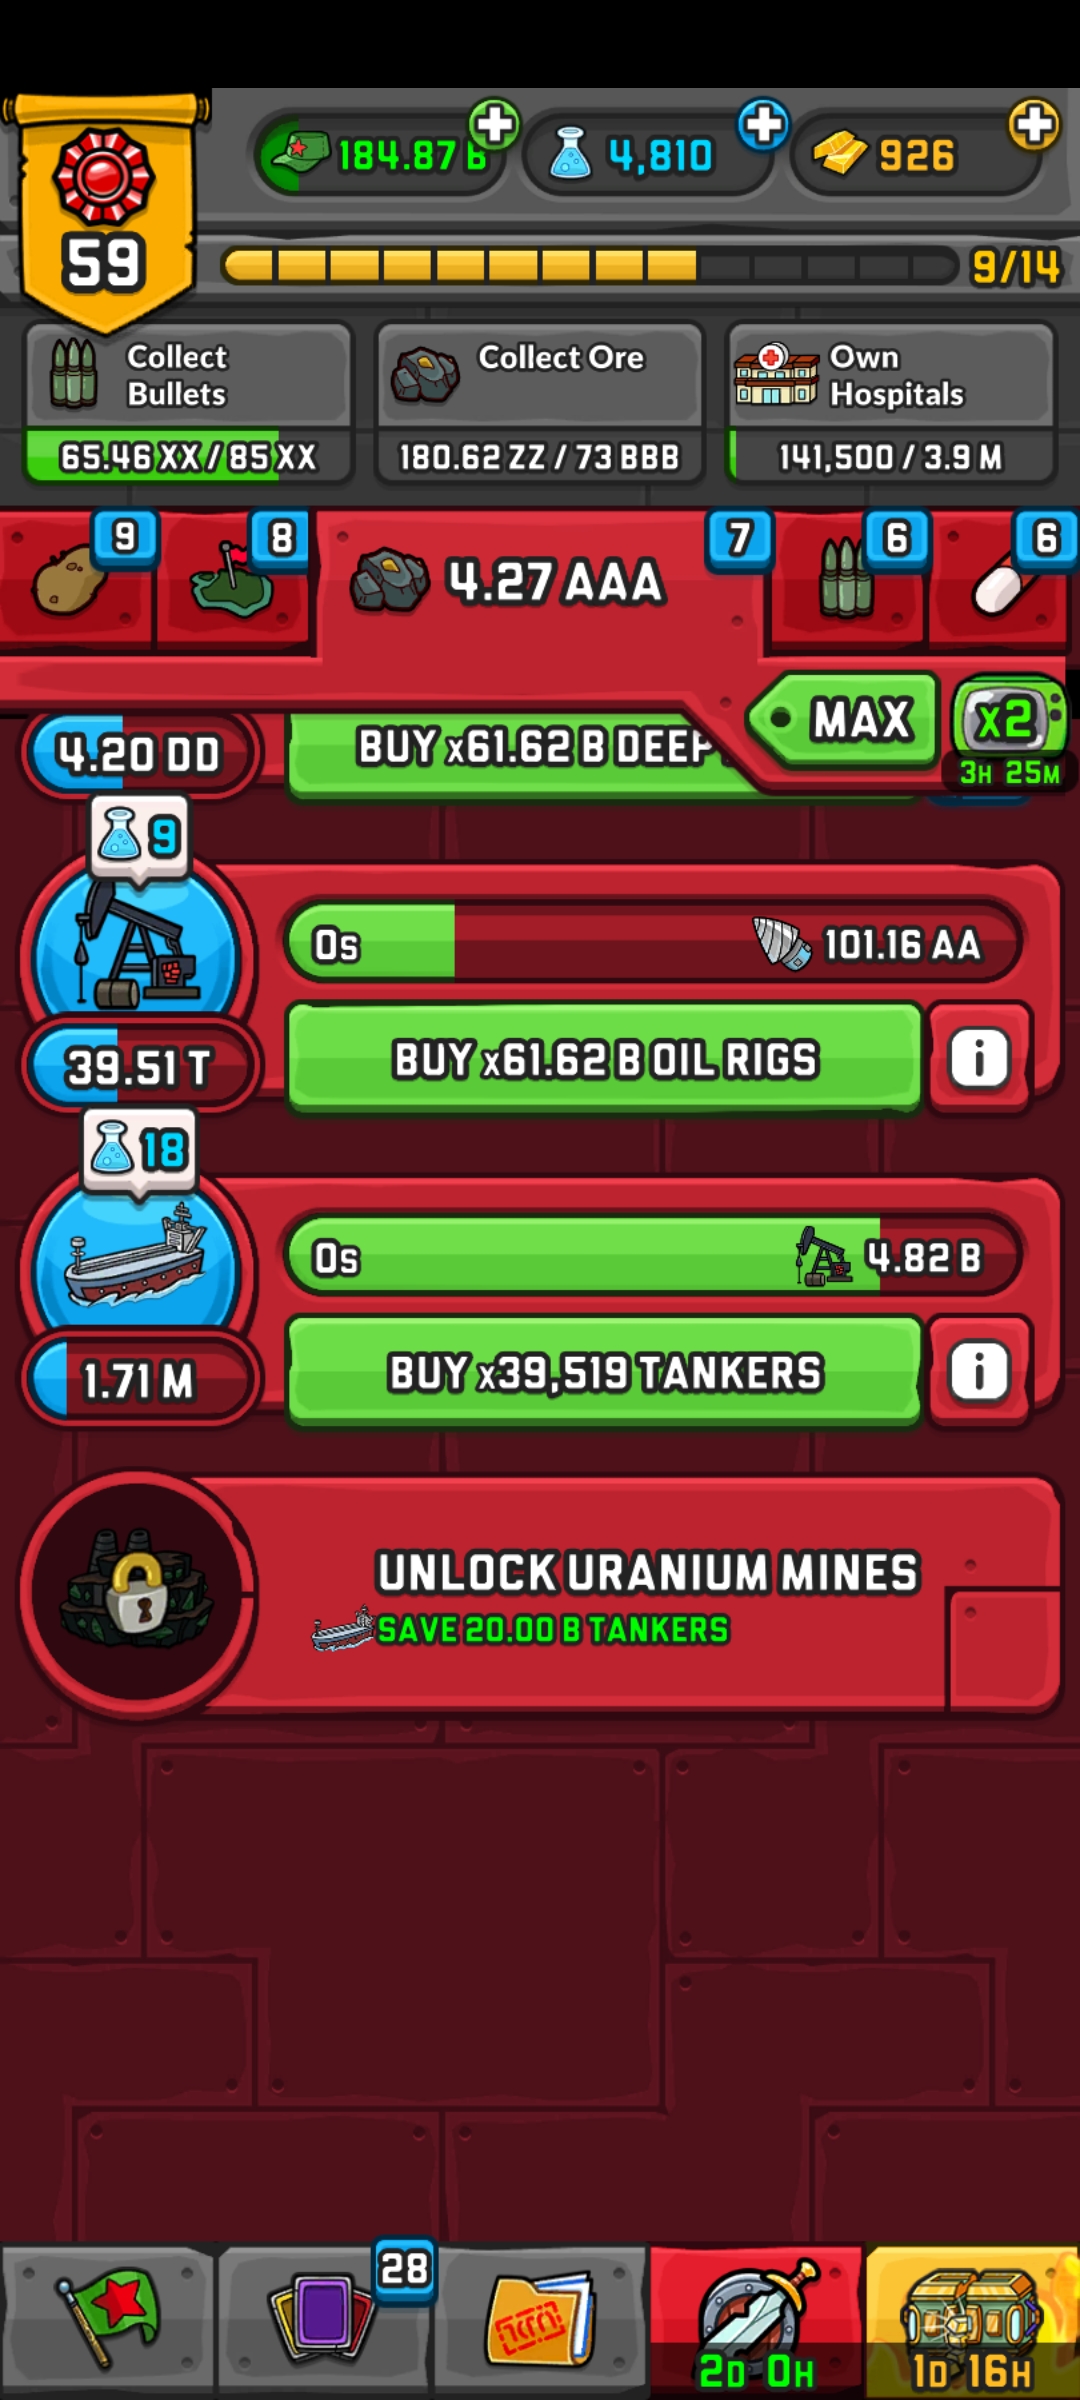 184.87 B
4,810
926
59
9/14
Collect
Bullets
Collect Ore
Own
Hospitals
65.46 XX / 85 XX
180.62 ZZ / 73 BBB
141,500 / 3.9 M
9
8
4.27 AAA
7
6
6
MAX
x2
3H 25M
4.20 DD
BUY x61.62 B DEEP
9
0s
101.16 AA
39.51 T
BUY x61.62 B OIL RIGS
i
18
0s
4.82 B
1.71 M
BUY x39,519 TANKERS
i
UNLOCK URANIUM MINES
SAVE 20.00 B TANKERS
28
2D 0H
1D 16H